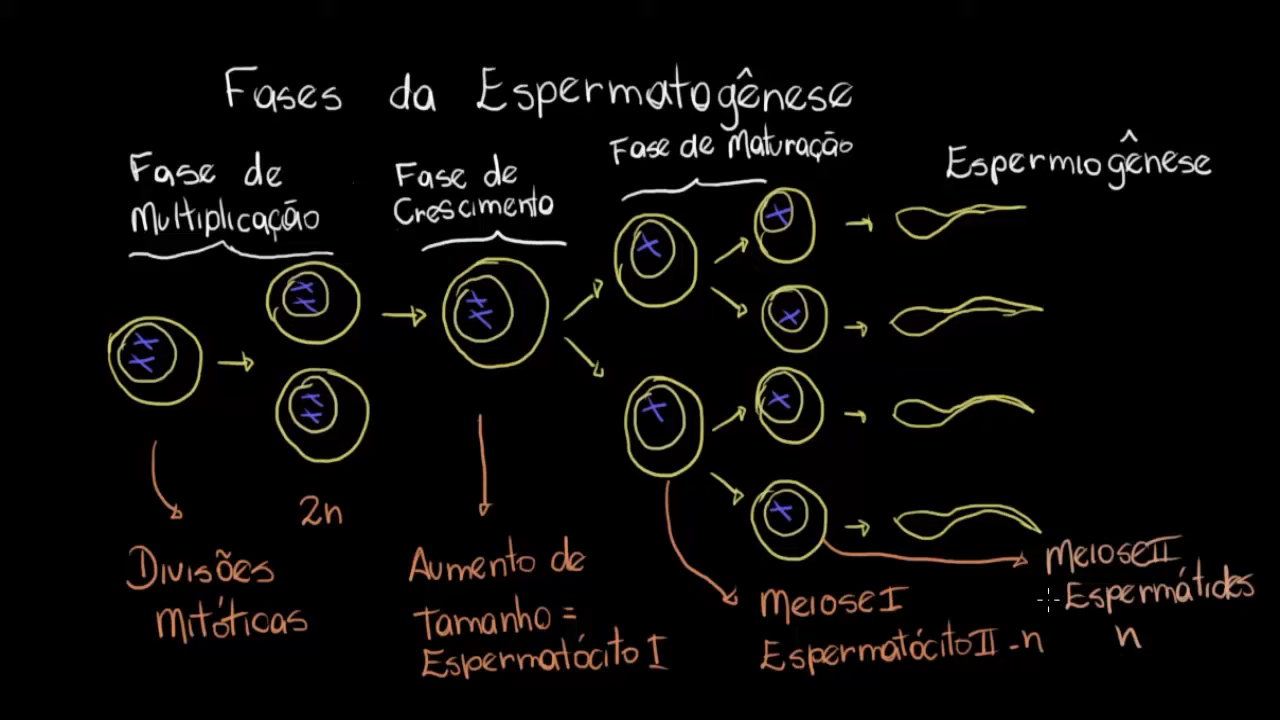 Fases da Espermatogênese
Fase de
Multiplicação
Fase de
Crescimento
Fase de Maturação
Espermiogênese
2n
Divisões
Mitóticas
Aumento de
Tamanho =
Espermatócito I
Meiose I
Espermatócito II - n
Meiose II
Espermátides
n